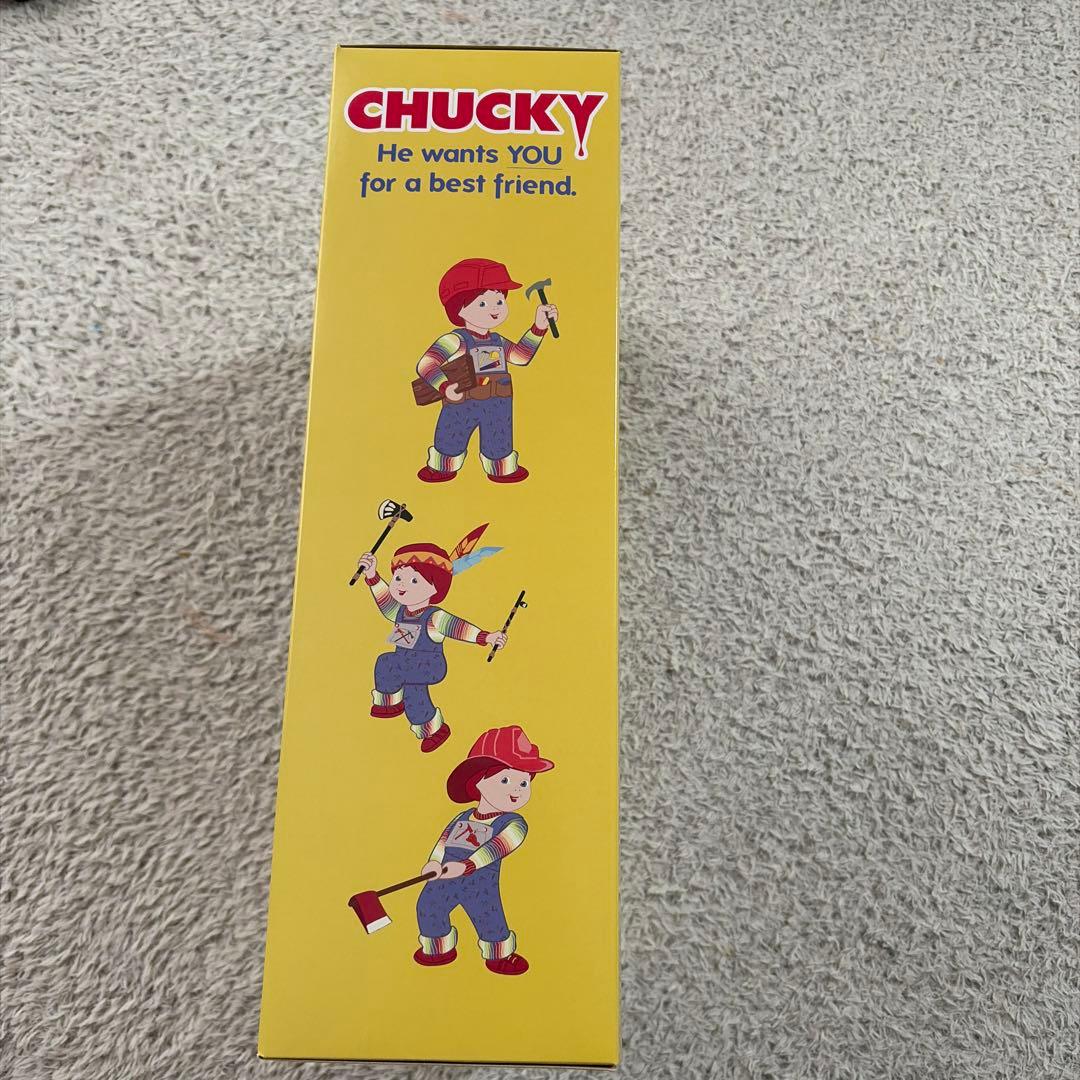 CHUCKY
He wants YOU
for a best friend.